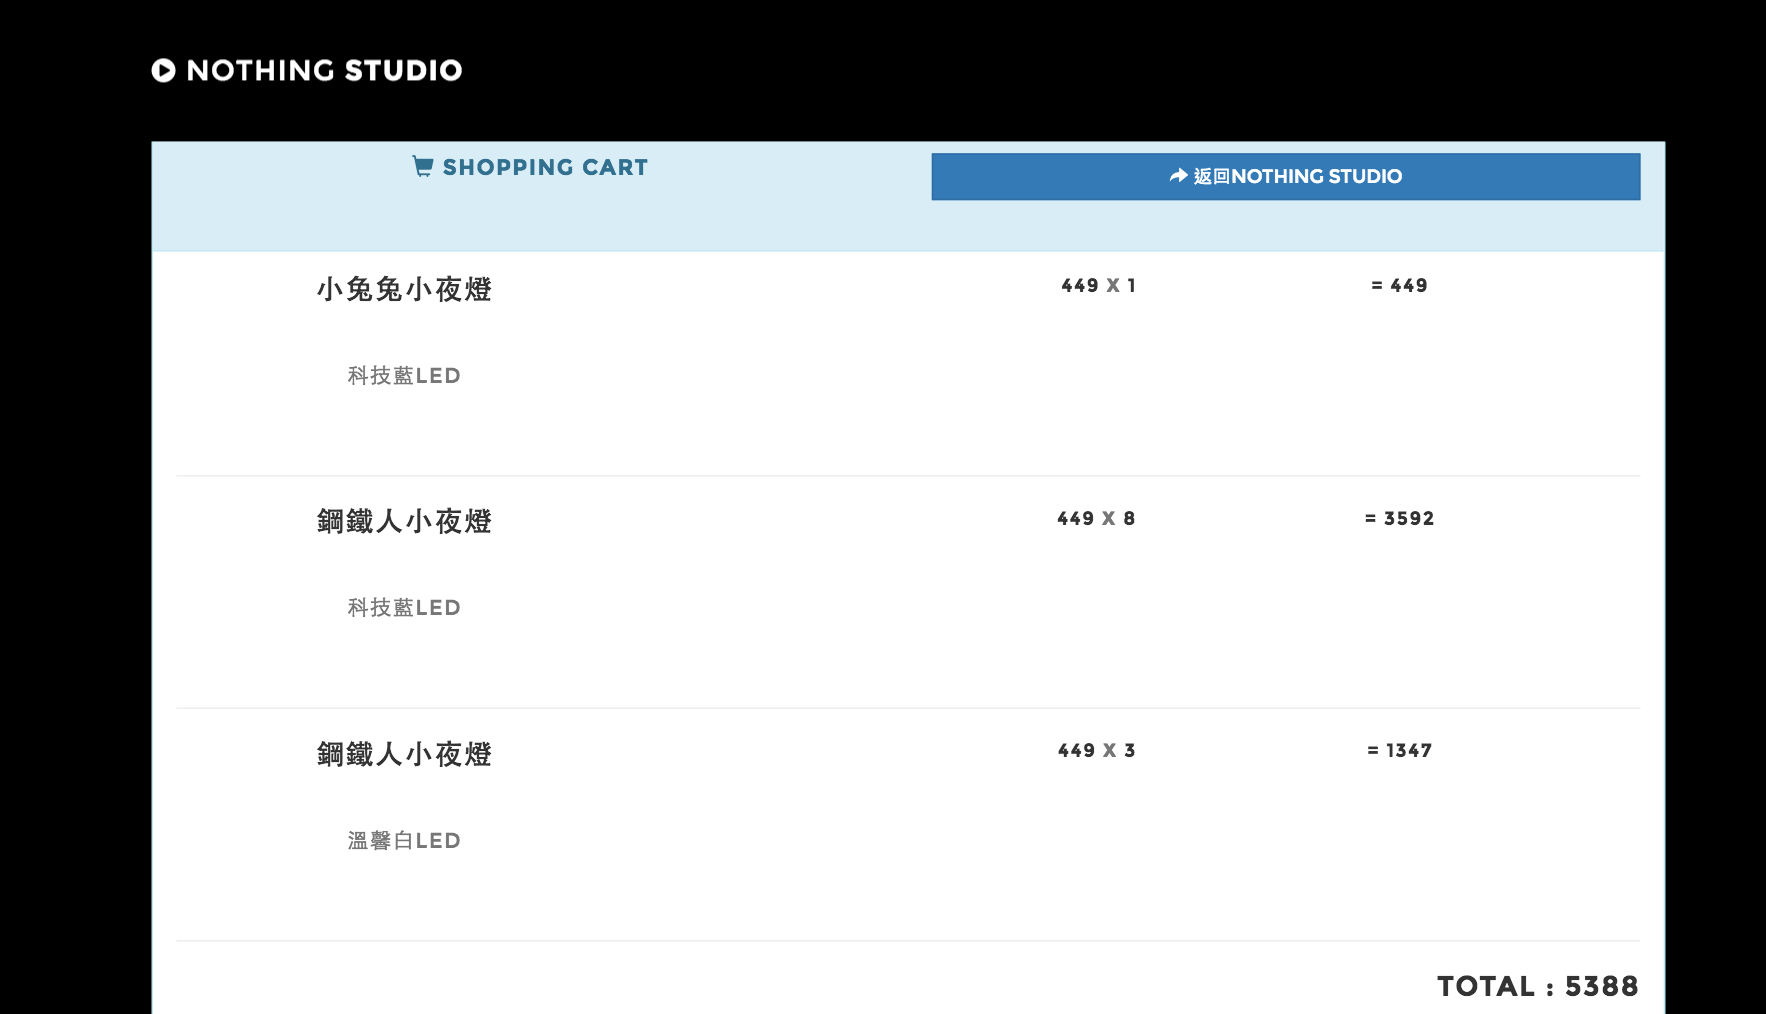 NOTHING STUDIO
SHOPPING CART
返回NOTHING STUDIO
小兔兔小夜燈
449 X 1
= 449
科技藍LED
鋼鐵人小夜燈
449 X 8
= 3592
科技藍LED
鋼鐵人小夜燈
449 X 3
= 1347
溫馨白LED
TOTAL : 5388